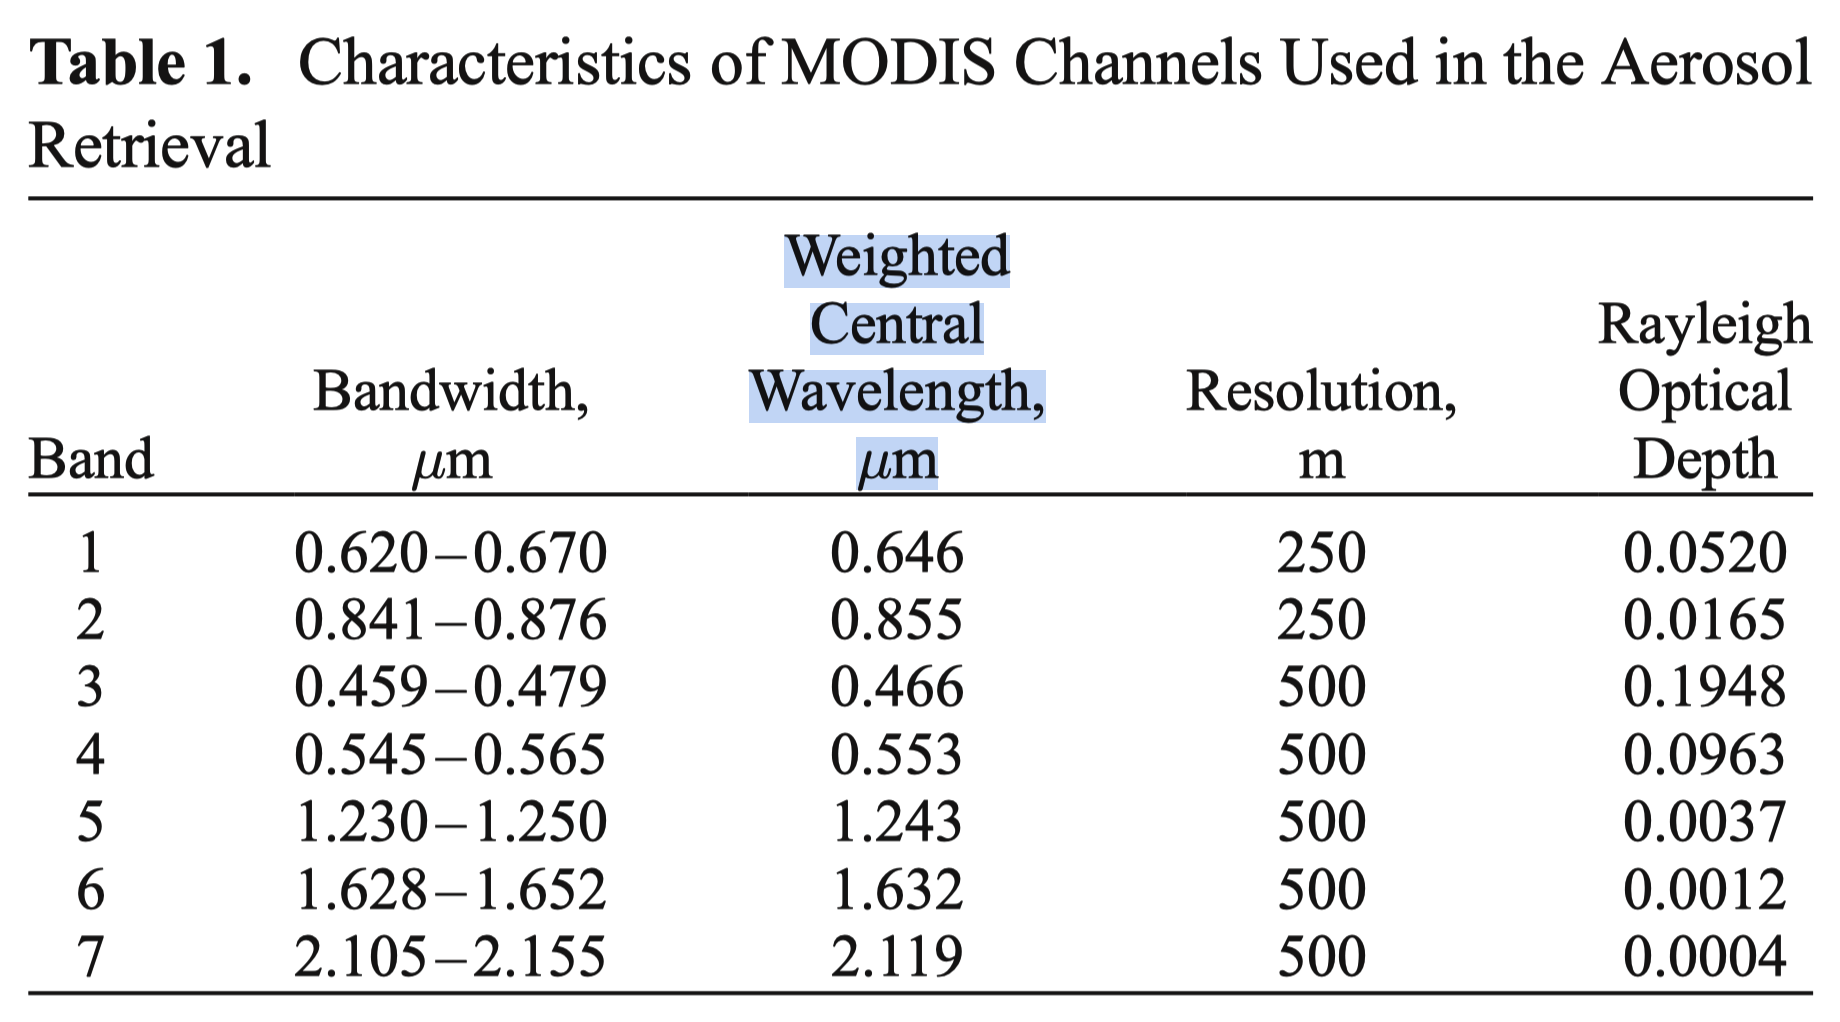 Table 1. Characteristics of MODIS Channels Used in the Aerosol
Retrieval
Weighted
Central Rayleigh
Bandwidth, Wavelength, Resolution, Optical
Band μm μm m Depth
1 0.620–0.670 0.646 250 0.0520
2 0.841–0.876 0.855 250 0.0165
3 0.459–0.479 0.466 500 0.1948
4 0.545–0.565 0.553 500 0.0963
5 1.230–1.250 1.243 500 0.0037
6 1.628–1.652 1.632 500 0.0012
7 2.105–2.155 2.119 500 0.0004